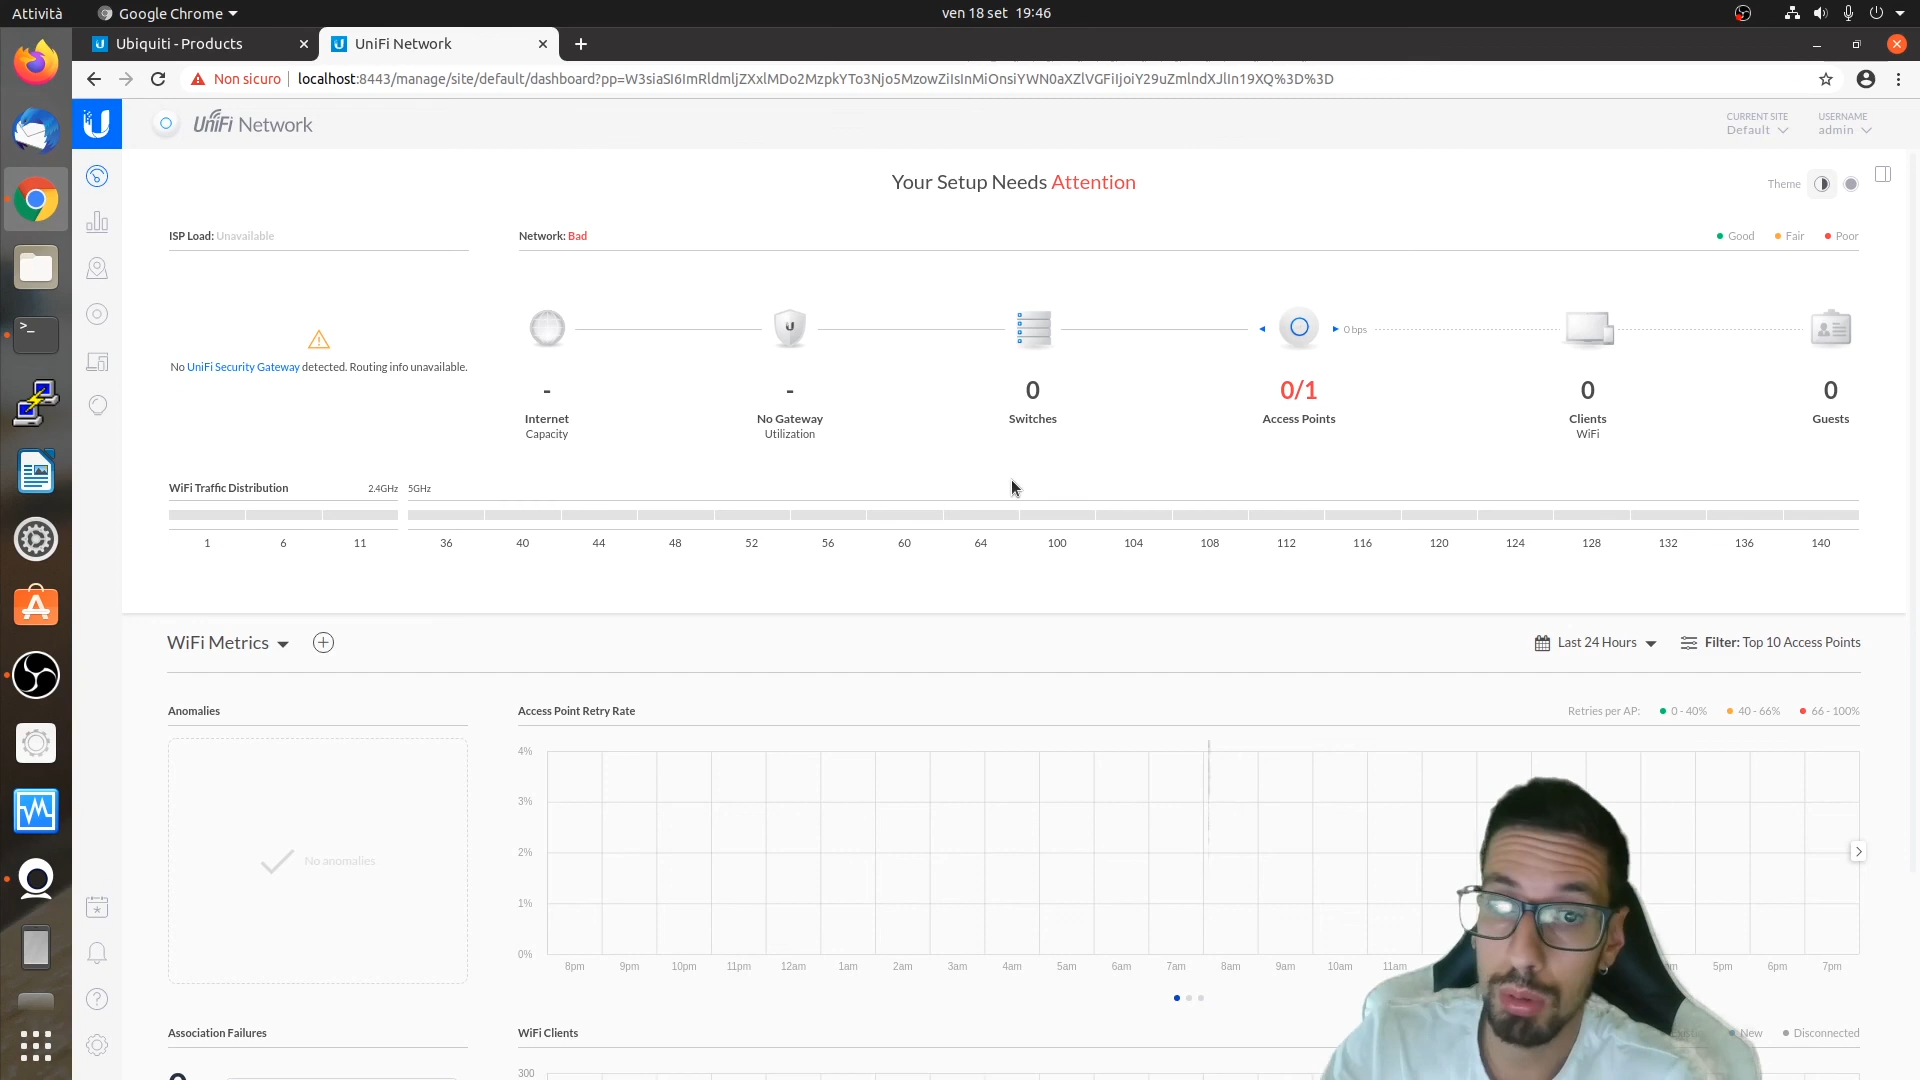 Attività
Google Chrome
ven 18 set 19:46
Ubiquiti - Products
UniFi Network
Non sicuro
localhost:8443/manage/site/default/dashboard?pp=W3siaSI6ImRldmljZXxlMDo2MzpkYTo3Njo5MzowZiIsInMiOnsiYWN0aXZlVGFiIjoiY29uZmlndXJlIn19XQ%3D%3D
UniFi Network
CURRENT SITE
Default
USERNAME
admin
Your Setup Needs Attention
Theme
ISP Load: Unavailable
Network: Bad
Good
Fair
Poor
No UniFi Security Gateway detected. Routing info unavailable.
0 bps
-
-
0
0/1
0
0
Internet
Capacity
No Gateway
Utilization
Switches
Access Points
Clients
WiFi
Guests
WiFi Traffic Distribution
2.4GHz
5GHz
1 6 11 36 40 44 48 52 56 60 64 100 104 108 112 116 120 124 128 132 136 140
WiFi Metrics
Last 24 Hours
Filter: Top 10 Access Points
Anomalies
No anomalies
Access Point Retry Rate
Retries per AP:
0 - 40%
40 - 66%
66 - 100%
4%
3%
2%
1%
0%
8pm 9pm 10pm 11pm 12am 1am 2am 3am 4am 5am 6am 7am 8am 9am 10am 11am 5pm 6pm 7pm
Association Failures
WiFi Clients
New
Disconnected
300